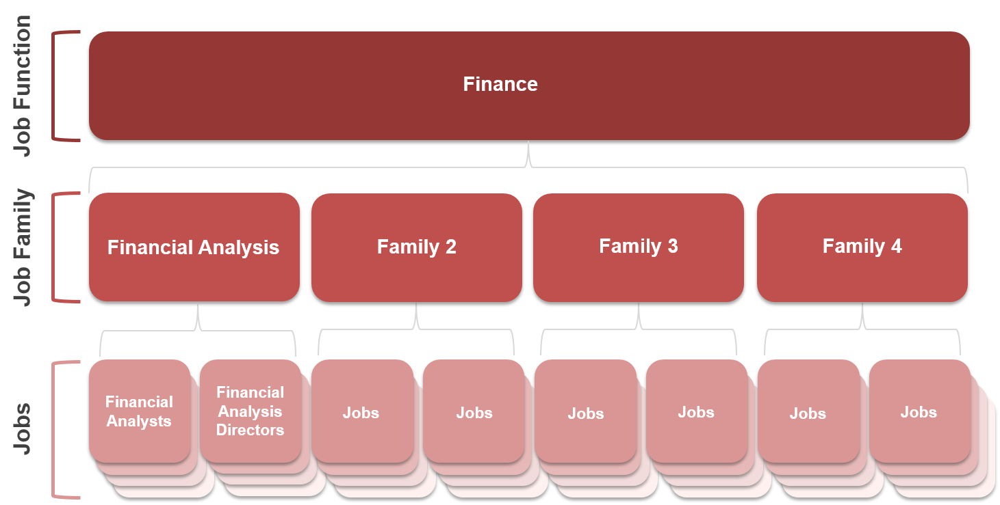 Job Function
Finance
Job Family
Financial Analysis
Family 2
Family 3
Family 4
Jobs
Financial
Analysts
Financial
Analysis
Directors
Jobs
Jobs
Jobs
Jobs
Jobs
Jobs